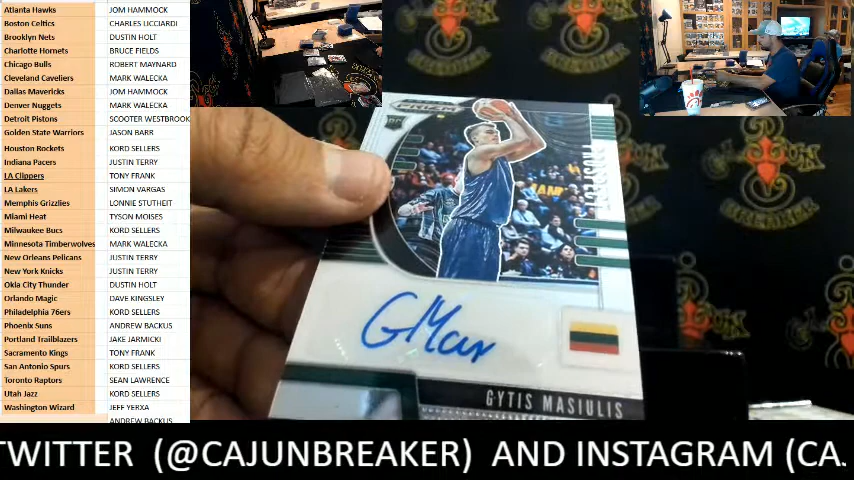 Atlanta Hawks JOM HAMMOCK
Boston Celtics CHARLES LICCIARDI
Brooklyn Nets DUSTIN HOLT
Charlotte Hornets BRUCE FIELDS
Chicago Bulls ROBERT MAYNARD
Cleveland Caveliers MARK WALECKA
Dallas Mavericks JOM HAMMOCK
Denver Nuggets MARK WALECKA
Detroit Pistons SCOOTER WESTBROOK
Golden State Warriors JASON BARR
Houston Rockets KORD SELLERS
Indiana Pacers JUSTIN TERRY
LA Clippers TONY FRANK
LA Lakers SIMON VARGAS
Memphis Grizzlies LONNIE STUTHEIT
Miami Heat TYSON MOISES
Milwaukee Bucs KORD SELLERS
Minnesota Timberwolves MARK WALECKA
New Orleans Pelicans JUSTIN TERRY
New York Knicks JUSTIN TERRY
Okla City Thunder DUSTIN HOLT
Orlando Magic DAVE KINGSLEY
Philadelphia 76ers KORD SELLERS
Phoenix Suns ANDREW BACKUS
Portland Trailblazers JAKE JARMICKI
Sacramento Kings TONY FRANK
San Antonio Spurs KORD SELLERS
Toronto Raptors SEAN LAWRENCE
Utah Jazz KORD SELLERS
Washington Wizard JEFF YERXA
ANDREW BACKUS
PRIZM
RC
GMas
GYTIS MASIULIS
CAJUN
BREAKER
TWITTER (@CAJUNBREAKER) AND INSTAGRAM (CA